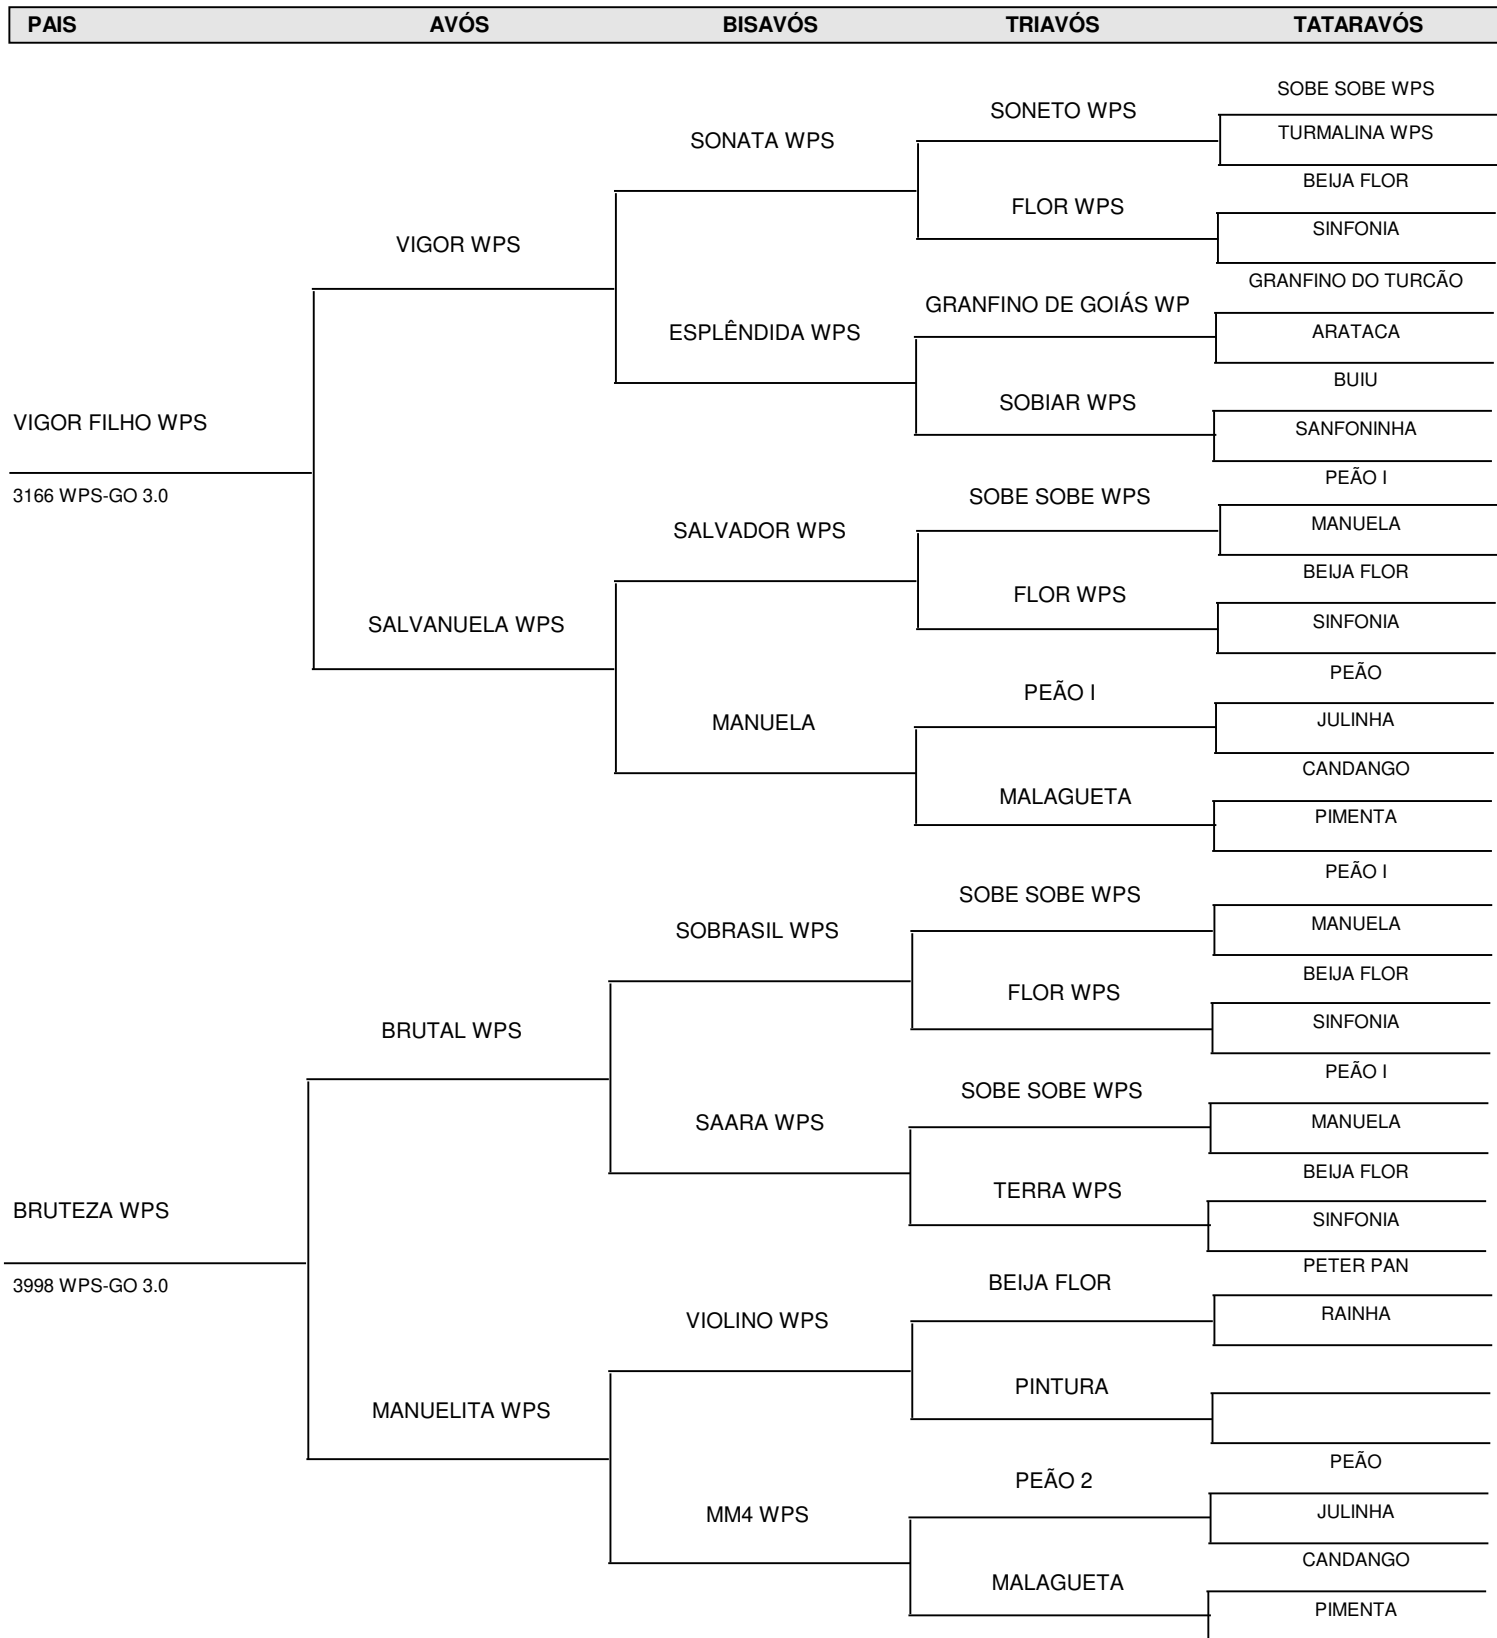 PAIS AVÓS BISAVÓS TRIAVÓS TATARAVÓS
SOBE SOBE WPS
SONETO WPS
TURMALINA WPS
SONATA WPS
BEIJA FLOR
FLOR WPS
SINFONIA
VIGOR WPS
GRANFINO DO TURCÃO
GRANFINO DE GOIÁS WP
ARATACA
ESPLÊNDIDA WPS
BUIU
SOBIAR WPS
VIGOR FILHO WPS
SANFONINHA
PEÃO I
3166 WPS-GO 3.0
SOBE SOBE WPS
MANUELA
SALVADOR WPS
BEIJA FLOR
FLOR WPS
SINFONIA
SALVANUELA WPS
PEÃO
PEÃO I
JULINHA
MANUELA
CANDANGO
MALAGUETA
PIMENTA
PEÃO I
SOBE SOBE WPS
MANUELA
SOBRASIL WPS
BEIJA FLOR
FLOR WPS
SINFONIA
BRUTAL WPS
PEÃO I
SOBE SOBE WPS
MANUELA
SAARA WPS
BEIJA FLOR
TERRA WPS
BRUTEZA WPS
SINFONIA
PETER PAN
3998 WPS-GO 3.0
BEIJA FLOR
RAINHA
VIOLINO WPS
PINTURA
MANUELITA WPS
PEÃO
PEÃO 2
JULINHA
MM4 WPS
CANDANGO
MALAGUETA
PIMENTA